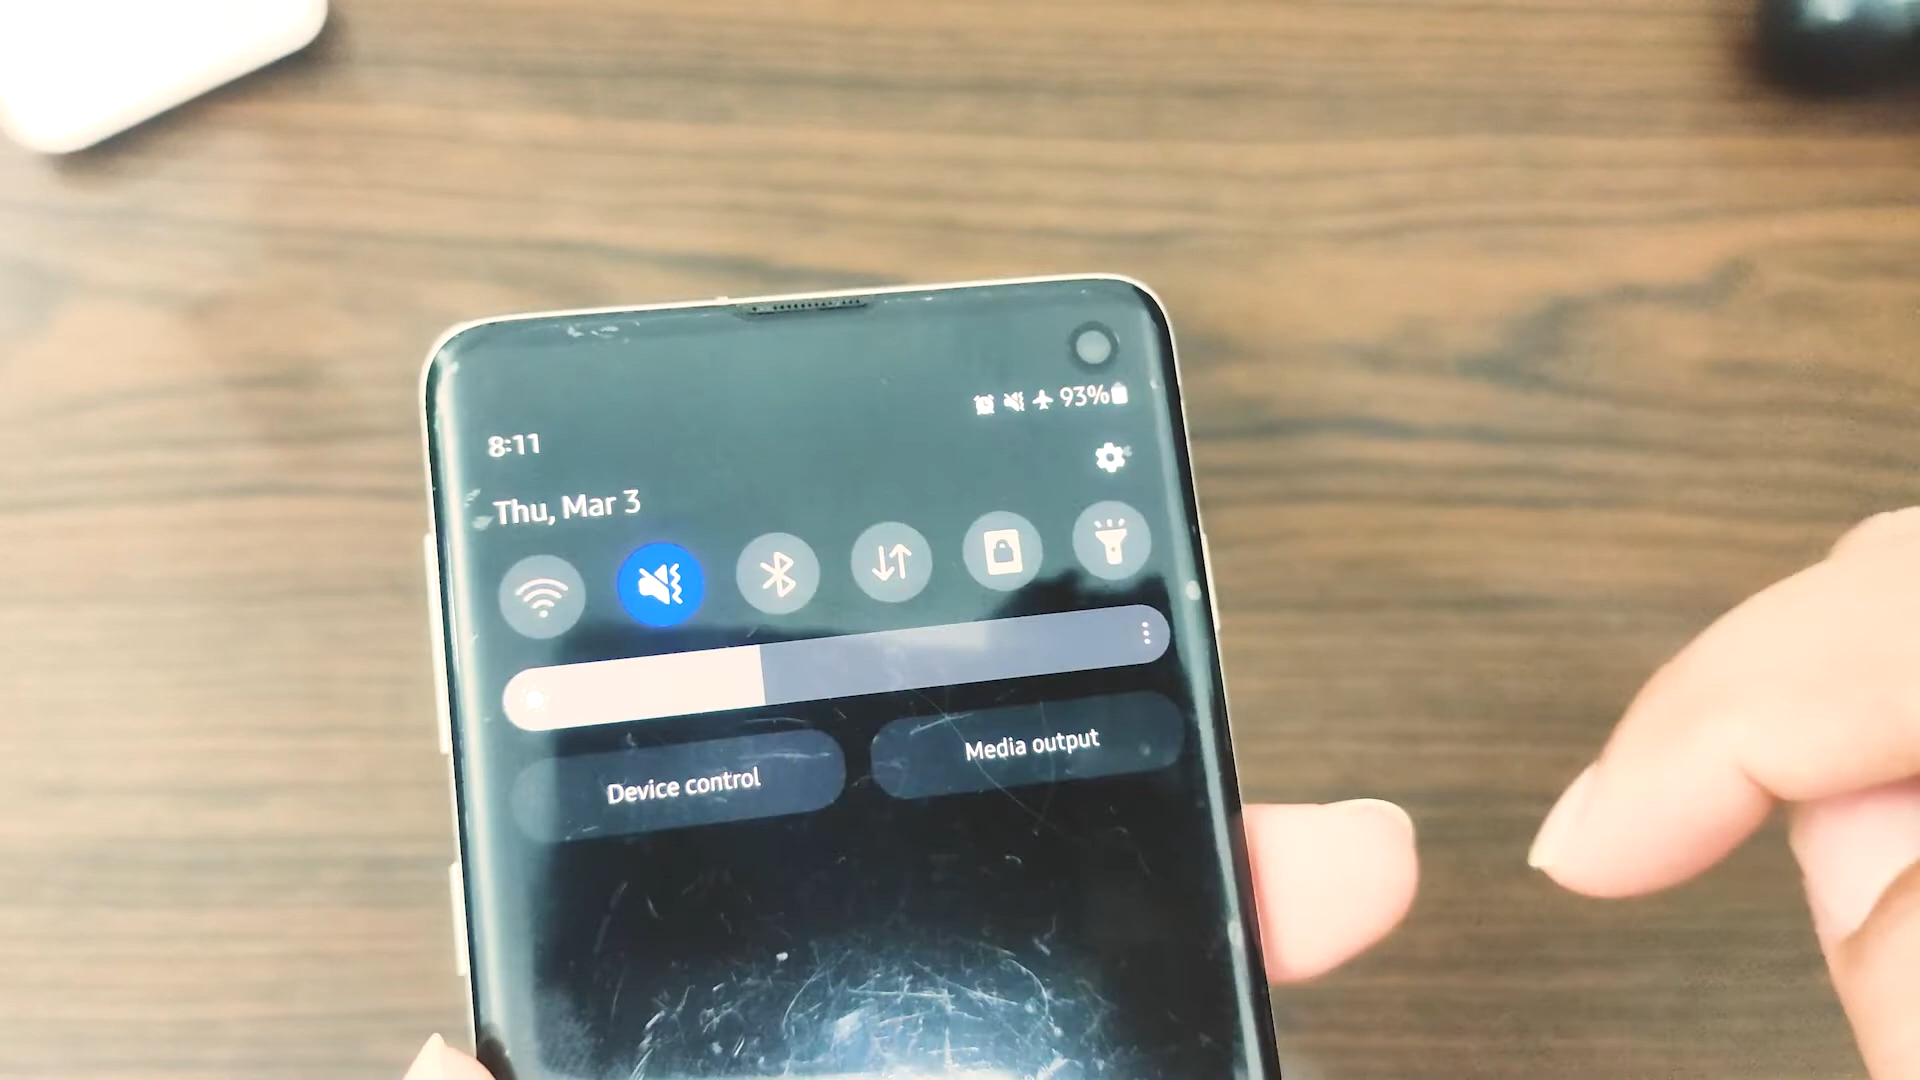 93%
8:11
Thu, Mar 3
Device control
Media output